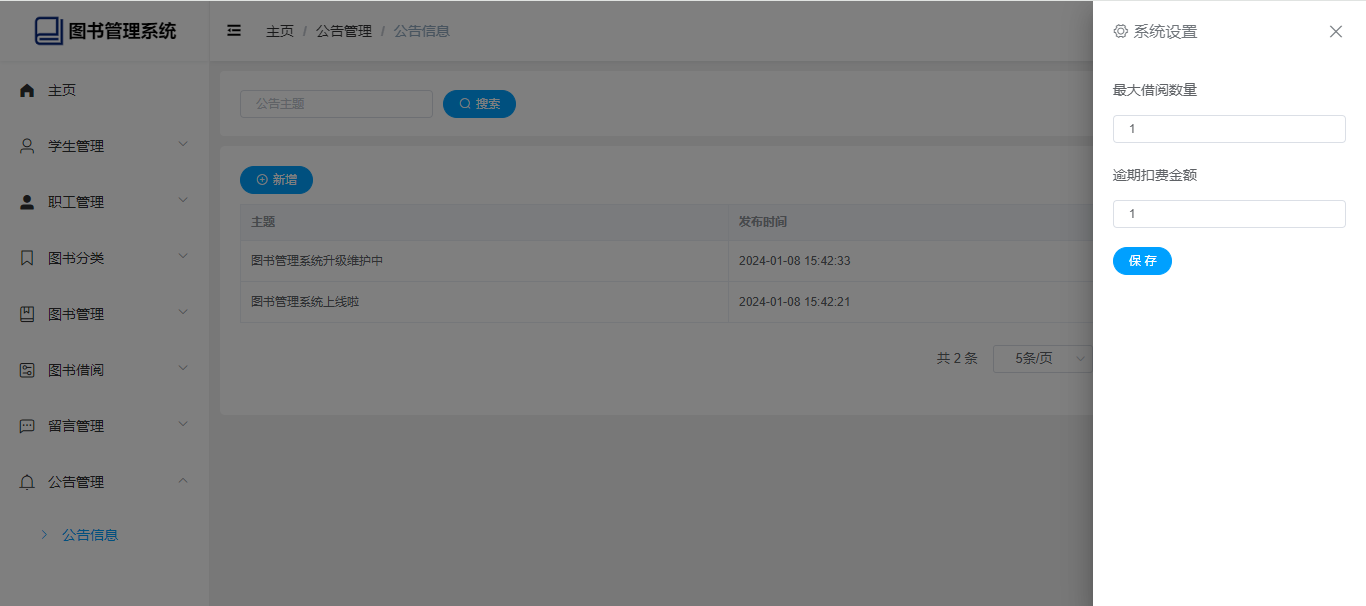 图书管理系统
主页 / 公告管理 / 公告信息
主页
学生管理
职工管理
图书分类
图书管理
图书借阅
留言管理
公告管理
公告信息
公告主题
搜索
新增
主题 发布时间
图书管理系统升级维护中 2024-01-08 15:42:33
图书管理系统上线啦 2024-01-08 15:42:21
共 2 条 5条/页
系统设置
最大借阅数量
1
逾期扣费金额
1
保 存